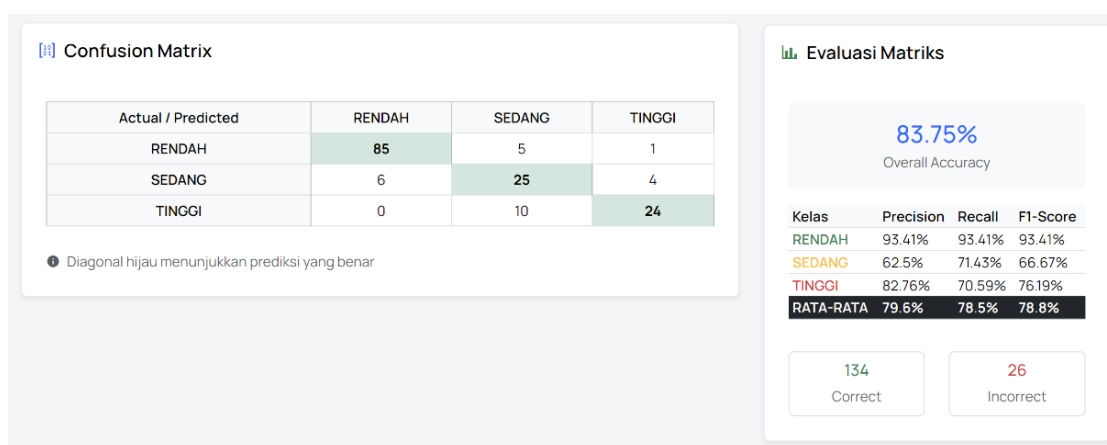 Confusion Matrix
Actual / Predicted RENDAH SEDANG TINGGI
RENDAH 85 5 1
SEDANG 6 25 4
TINGGI 0 10 24
Diagonal hijau menunjukkan prediksi yang benar
Evaluasi Matriks
83.75%
Overall Accuracy
Kelas Precision Recall F1-Score
RENDAH 93.41% 93.41% 93.41%
SEDANG 62.5% 71.43% 66.67%
TINGGI 82.76% 70.59% 76.19%
RATA-RATA 79.6% 78.5% 78.8%
134 26
Correct Incorrect